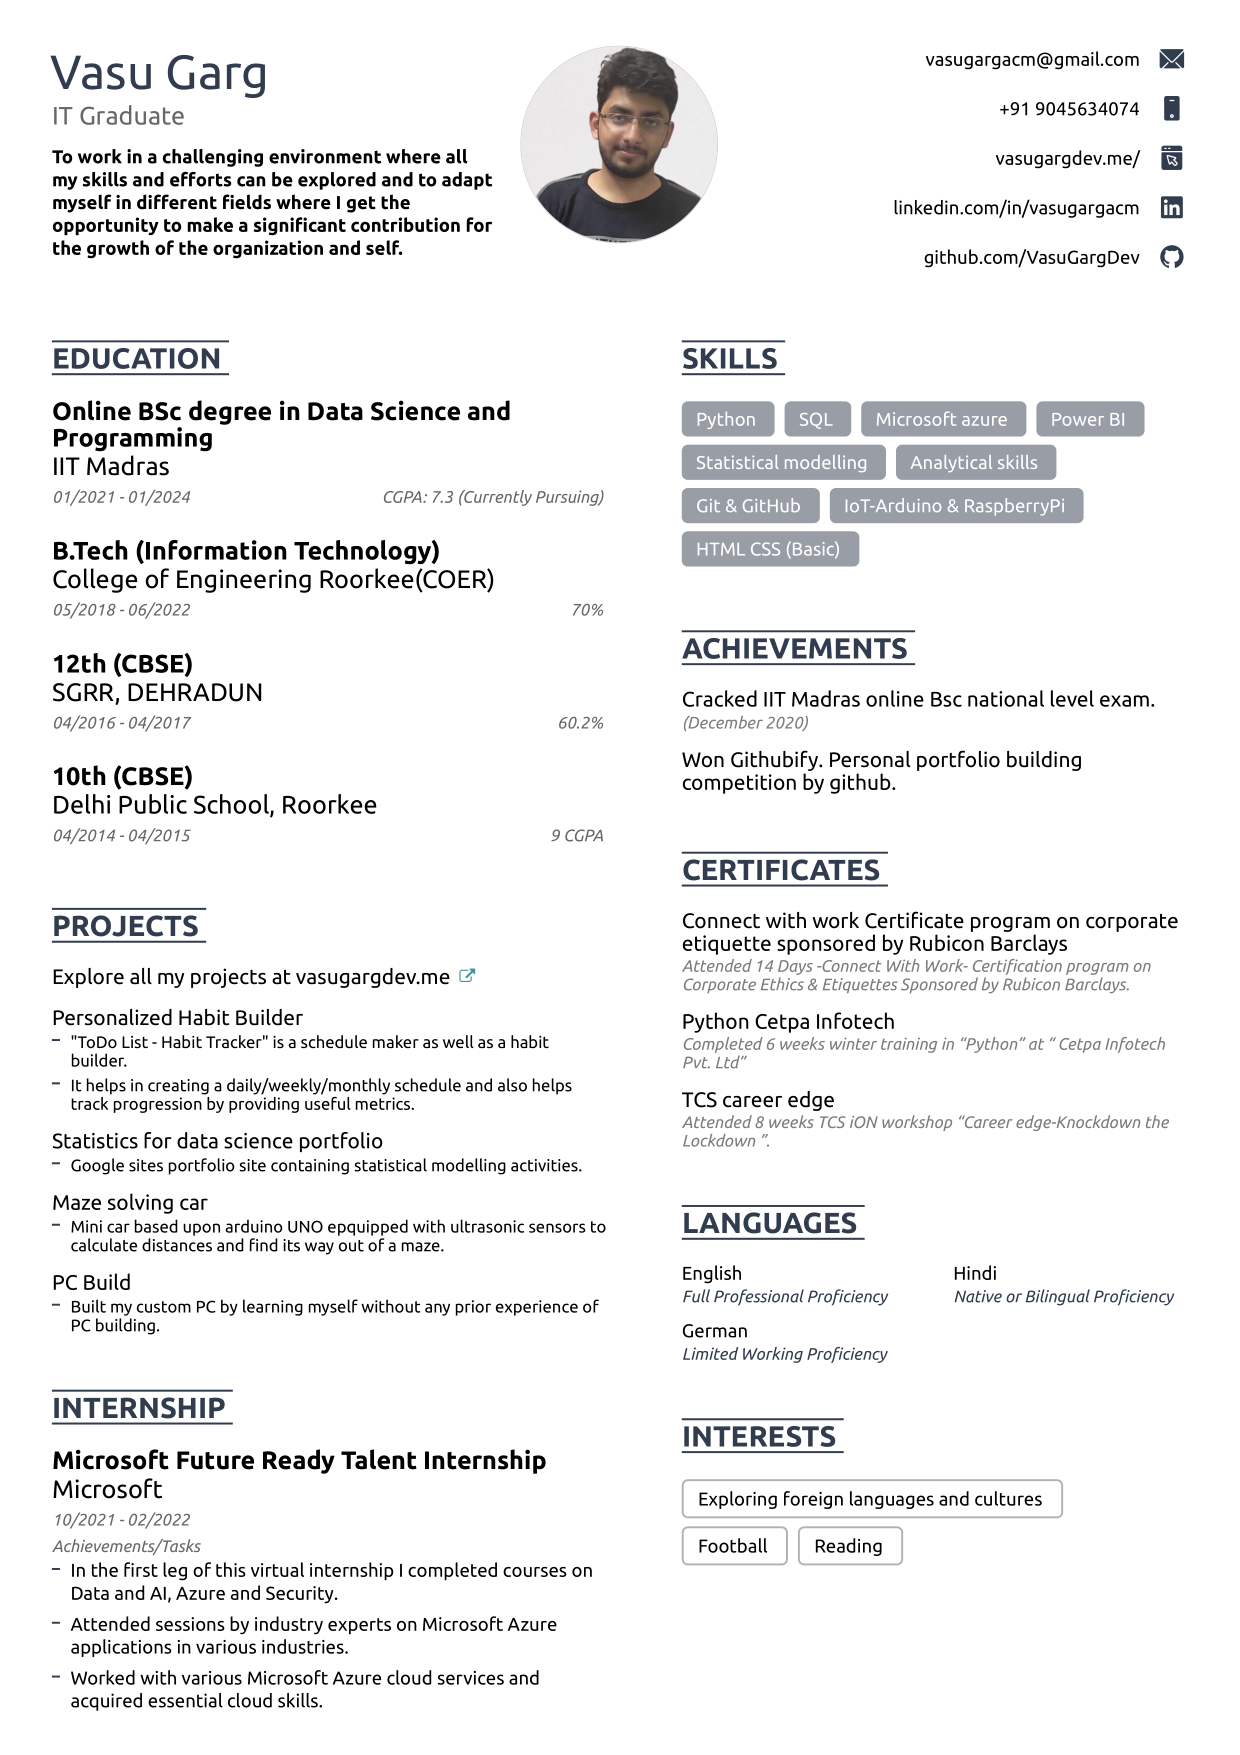 Vasu Garg
IT Graduate
To work in a challenging environment where all
my skills and efforts can be explored and to adapt
myself in different fields where I get the
opportunity to make a significant contribution for
the growth of the organization and self.
vasugargacm@gmail.com
+91 9045634074
vasugargdev.me/
linkedin.com/in/vasugargacm
github.com/VasuGargDev
EDUCATION
Online BSc degree in Data Science and
Programming
IIT Madras
01/2021 - 01/2024 CGPA: 7.3 (Currently Pursuing)
B.Tech (Information Technology)
College of Engineering Roorkee(COER)
05/2018 - 06/2022 70%
12th (CBSE)
SGRR, DEHRADUN
04/2016 - 04/2017 60.2%
10th (CBSE)
Delhi Public School, Roorkee
04/2014 - 04/2015 9 CGPA
PROJECTS
Explore all my projects at vasugargdev.me
Personalized Habit Builder
– "ToDo List - Habit Tracker" is a schedule maker as well as a habit
builder.
– It helps in creating a daily/weekly/monthly schedule and also helps
track progression by providing useful metrics.
Statistics for data science portfolio
– Google sites portfolio site containing statistical modelling activities.
Maze solving car
– Mini car based upon arduino UNO epquipped with ultrasonic sensors to
calculate distances and find its way out of a maze.
PC Build
– Built my custom PC by learning myself without any prior experience of
PC building.
INTERNSHIP
Microsoft Future Ready Talent Internship
Microsoft
10/2021 - 02/2022
Achievements/Tasks
– In the first leg of this virtual internship I completed courses on
Data and AI, Azure and Security.
– Attended sessions by industry experts on Microsoft Azure
applications in various industries.
– Worked with various Microsoft Azure cloud services and
acquired essential cloud skills.
SKILLS
Python SQL Microsoft azure Power BI
Statistical modelling Analytical skills
Git & GitHub IoT-Arduino & RaspberryPi
HTML CSS (Basic)
ACHIEVEMENTS
Cracked IIT Madras online Bsc national level exam.
(December 2020)
Won Githubify. Personal portfolio building
competition by github.
CERTIFICATES
Connect with work Certificate program on corporate
etiquette sponsored by Rubicon Barclays
Attended 14 Days -Connect With Work- Certification program on
Corporate Ethics & Etiquettes Sponsored by Rubicon Barclays.
Python Cetpa Infotech
Completed 6 weeks winter training in “Python” at “ Cetpa Infotech
Pvt. Ltd”
TCS career edge
Attended 8 weeks TCS iON workshop “Career edge-Knockdown the
Lockdown ”.
LANGUAGES
English Hindi
Full Professional Proficiency Native or Bilingual Proficiency
German
Limited Working Proficiency
INTERESTS
Exploring foreign languages and cultures
Football Reading